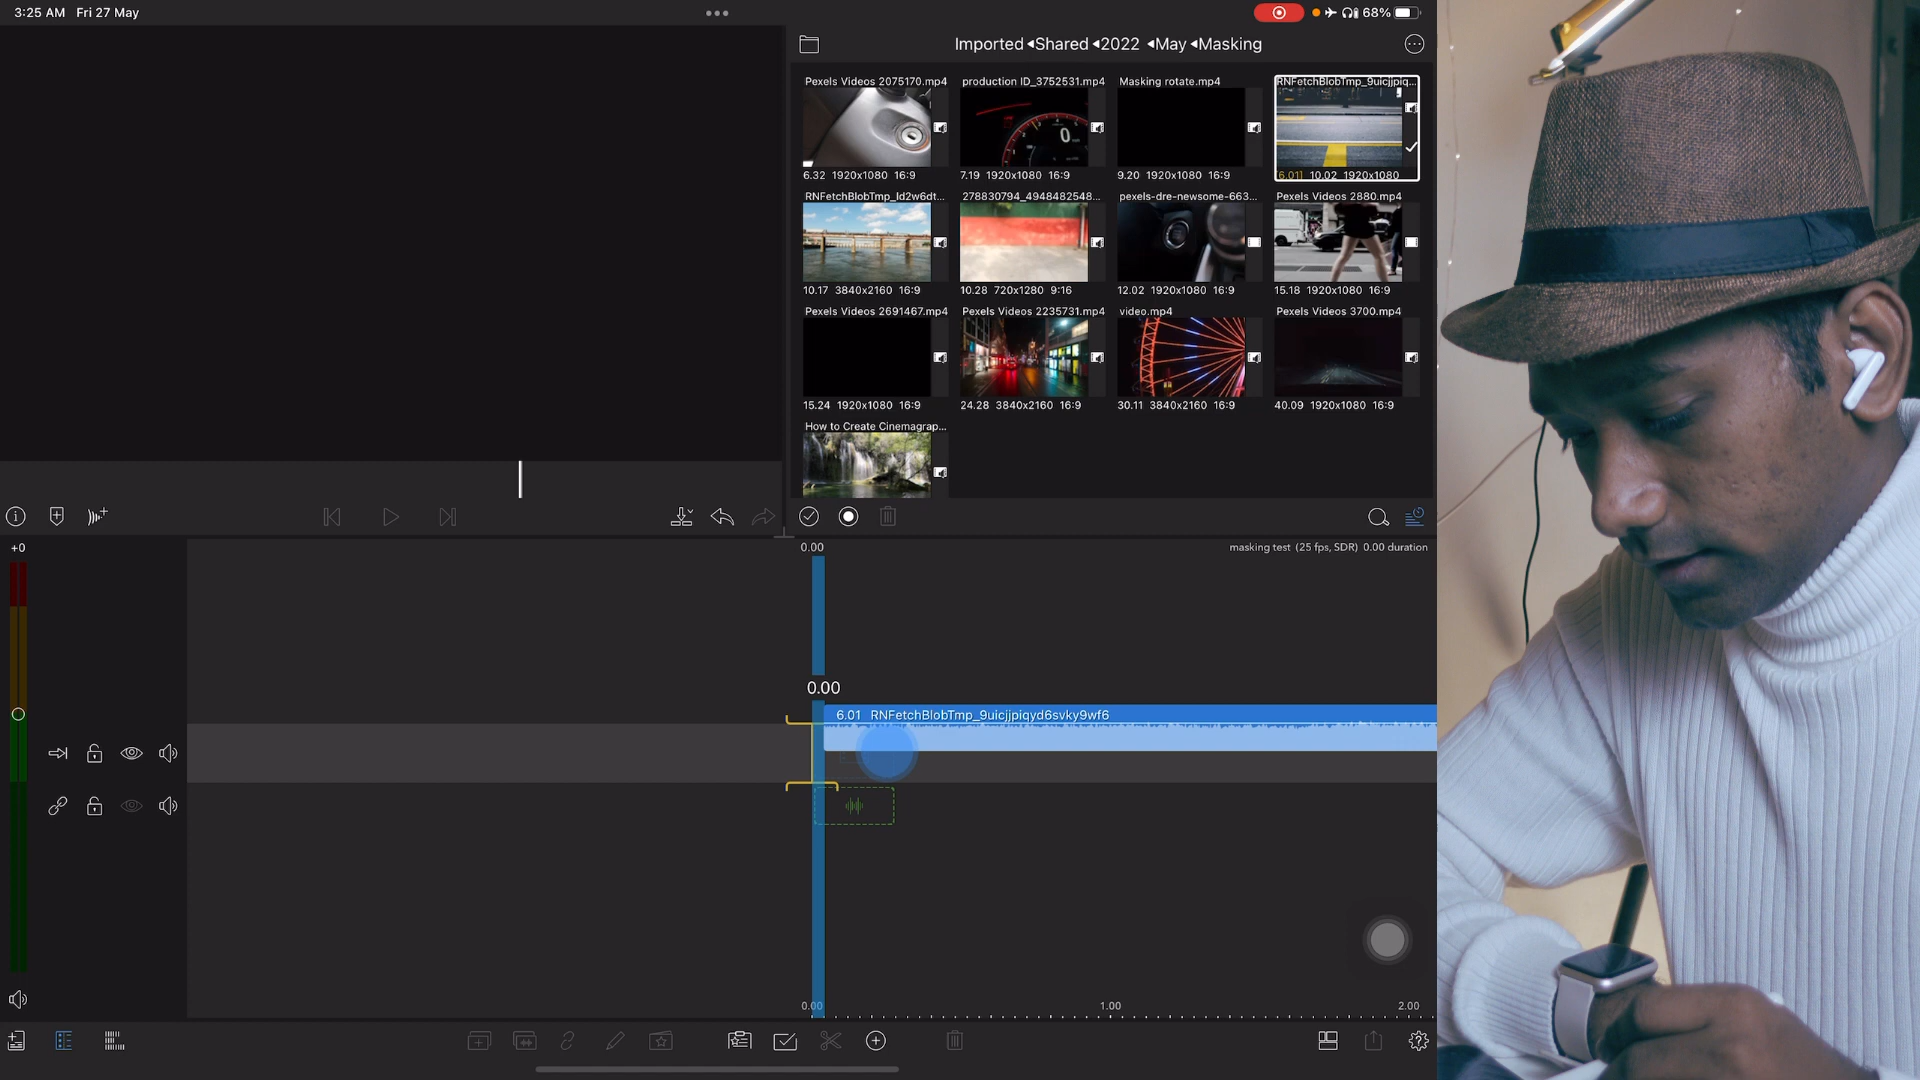 3:25 AM Fri 27 May
68%
Imported Shared 2022 May Masking
Pexels Videos 2075170.mp4
production ID_3752531.mp4
Masking rotate.mp4
RNFetchBlobTmp_9uicjjpiq...
6.32 1920x1080 16:9
7.19 1920x1080 16:9
9.20 1920x1080 16:9
6.01] 10.02 1920x1080
RNFetchBlobTmp_ld2w6dt...
278830794_4948482548...
pexels-dre-newsome-663...
Pexels Videos 2880.mp4
10.17 3840x2160 16:9
10.28 720x1280 9:16
12.02 1920x1080 16:9
15.18 1920x1080 16:9
Pexels Videos 2691467.mp4
Pexels Videos 2235731.mp4
video.mp4
Pexels Videos 3700.mp4
15.24 1920x1080 16:9
24.28 3840x2160 16:9
30.11 3840x2160 16:9
40.09 1920x1080 16:9
How to Create Cinemagrap...
+0
0.00
masking test (25 fps, SDR) 0.00 duration
0.00
6.01 RNFetchBlobTmp_9uicjjpiqyd6svky9wf6
0.00
1.00
2.00